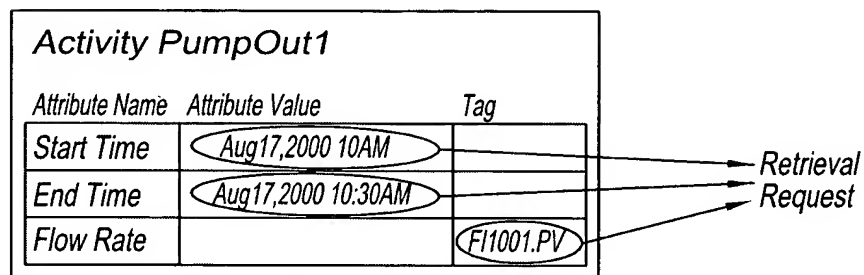 Activity PumpOut1
Attribute Name Attribute Value Tag
Start Time Aug17,2000 10AM
End Time Aug17,2000 10:30AM
Flow Rate FI1001.PV
Retrieval
Request